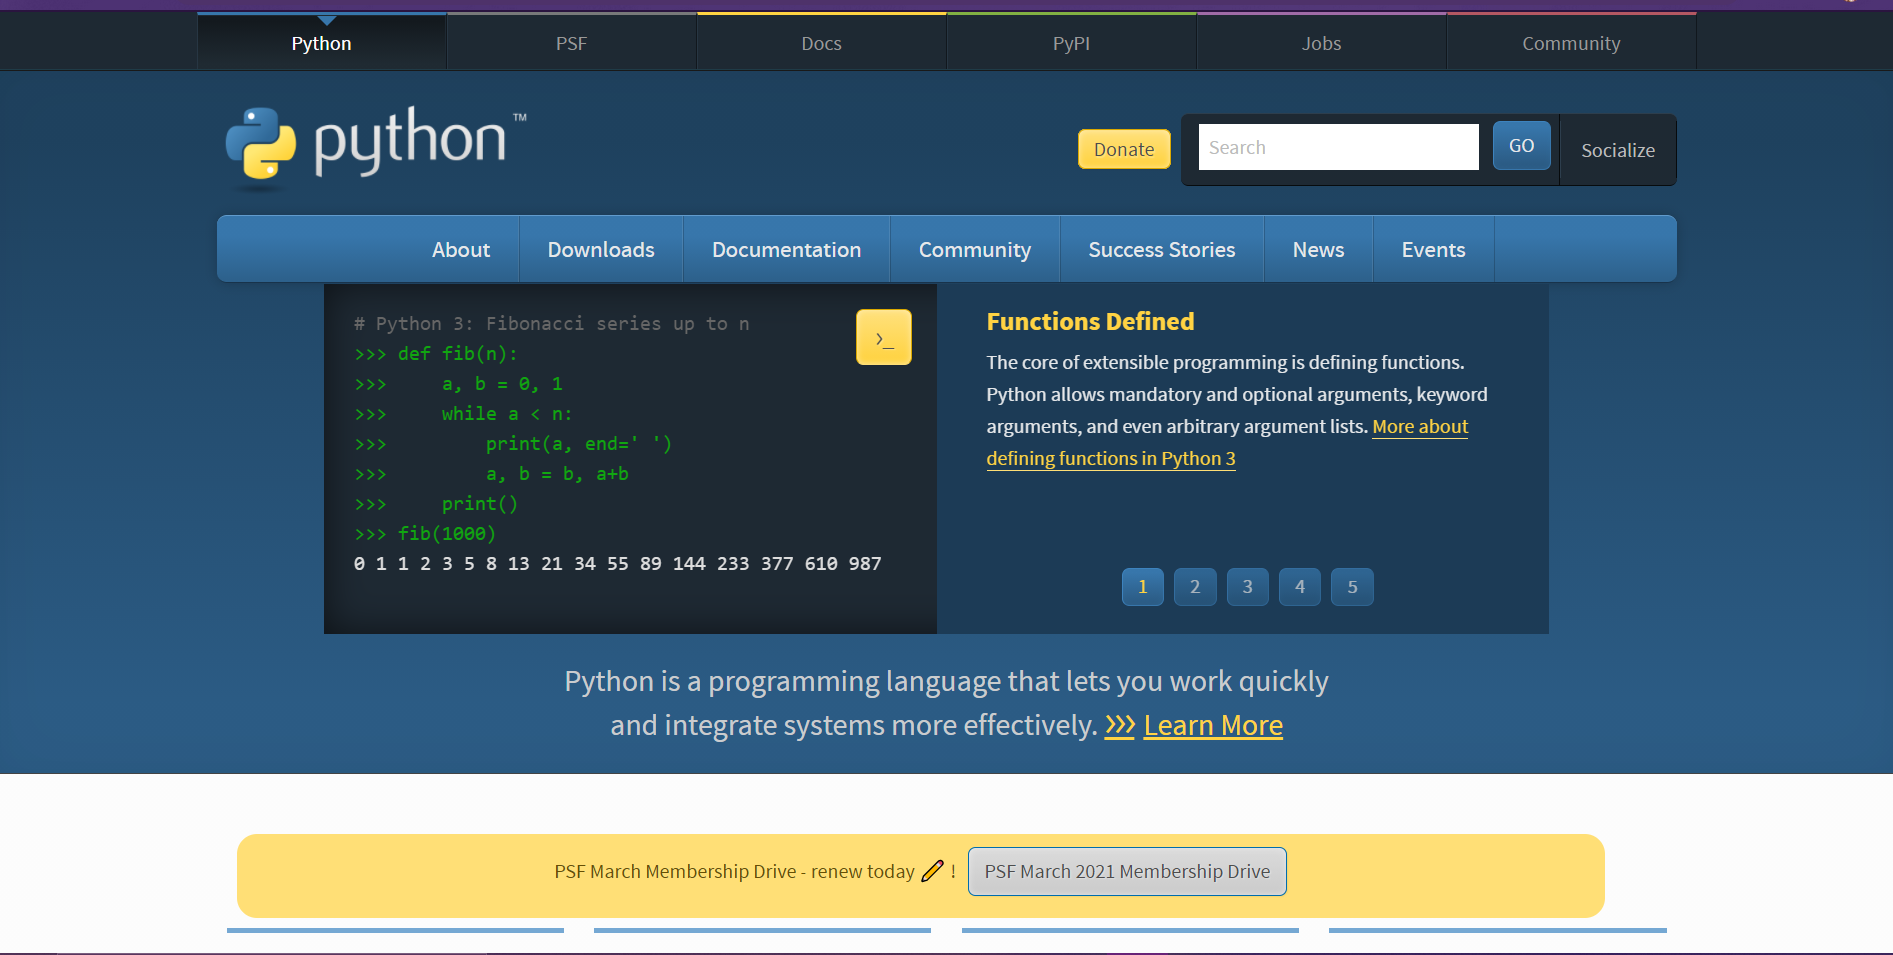 Python PSF Docs PyPI Jobs Community
python™
Donate Search GO Socialize
About Downloads Documentation Community Success Stories News Events
# Python 3: Fibonacci series up to n
>>> def fib(n):
>>>     a, b = 0, 1
>>>     while a < n:
>>>         print(a, end=' ')
>>>         a, b = b, a+b
>>>     print()
>>> fib(1000)
0 1 1 2 3 5 8 13 21 34 55 89 144 233 377 610 987
>_
Functions Defined
The core of extensible programming is defining functions.
Python allows mandatory and optional arguments, keyword
arguments, and even arbitrary argument lists. More about
defining functions in Python 3
1 2 3 4 5
Python is a programming language that lets you work quickly
and integrate systems more effectively. >>> Learn More
PSF March Membership Drive - renew today ! PSF March 2021 Membership Drive